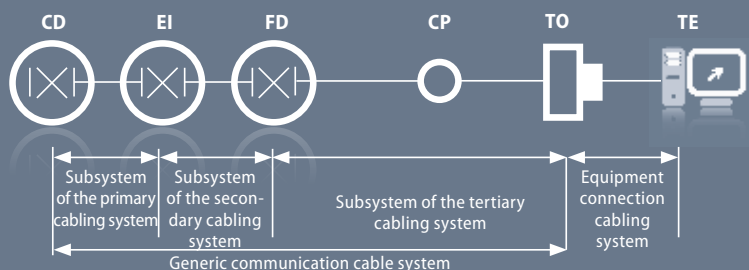 CD EI FD CP TO TE
Subsystem
of the primary
cabling system
Subsystem
of the secon-
dary cabling
system
Subsystem of the tertiary
cabling system
Equipment
connection
cabling
system
Generic communication cable system